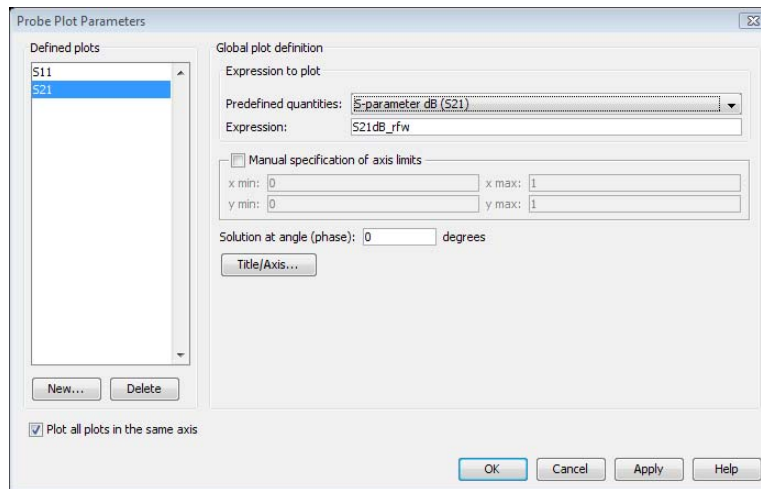 Probe Plot Parameters
Defined plots
S11
S21
New...
Delete
Plot all plots in the same axis
Global plot definition
Expression to plot
Predefined quantities: S-parameter dB (S21)
Expression: S21dB_rfw
Manual specification of axis limits
x min: 0 x max: 1
y min: 0 y max: 1
Solution at angle (phase): 0 degrees
Title/Axis...
OK Cancel Apply Help